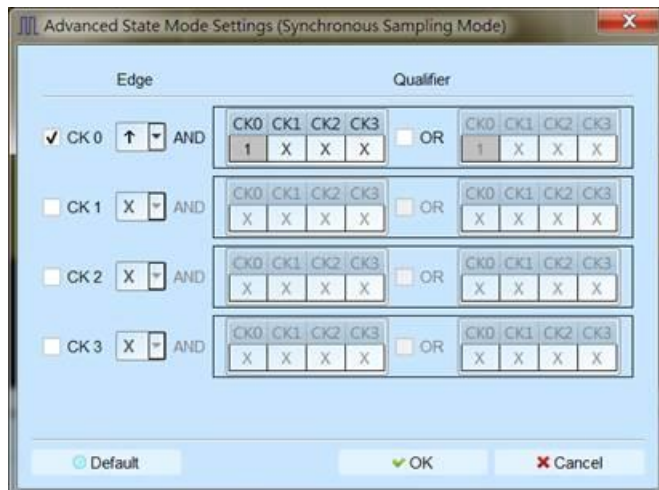 Advanced State Mode Settings (Synchronous Sampling Mode)
Edge Qualifier
CK0 CK1 CK2 CK3 CK0 CK1 CK2 CK3
CK 0 ↑ AND 1 X X X OR 1 X X X
CK0 CK1 CK2 CK3 CK0 CK1 CK2 CK3
CK 1 X AND X X X X OR X X X X
CK0 CK1 CK2 CK3 CK0 CK1 CK2 CK3
CK 2 X AND X X X X OR X X X X
CK0 CK1 CK2 CK3 CK0 CK1 CK2 CK3
CK 3 X AND X X X X OR X X X X
Default OK Cancel